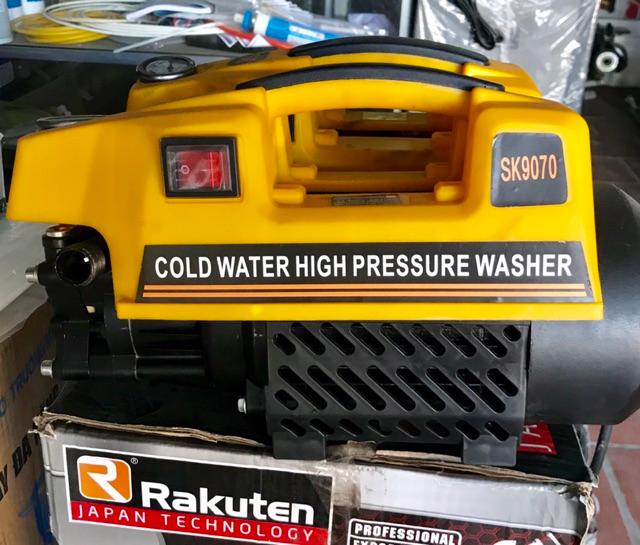 SK9070
COLD WATER HIGH PRESSURE WASHER
R®
Rakuten
JAPAN TECHNOLOGY
PROFESSIONAL